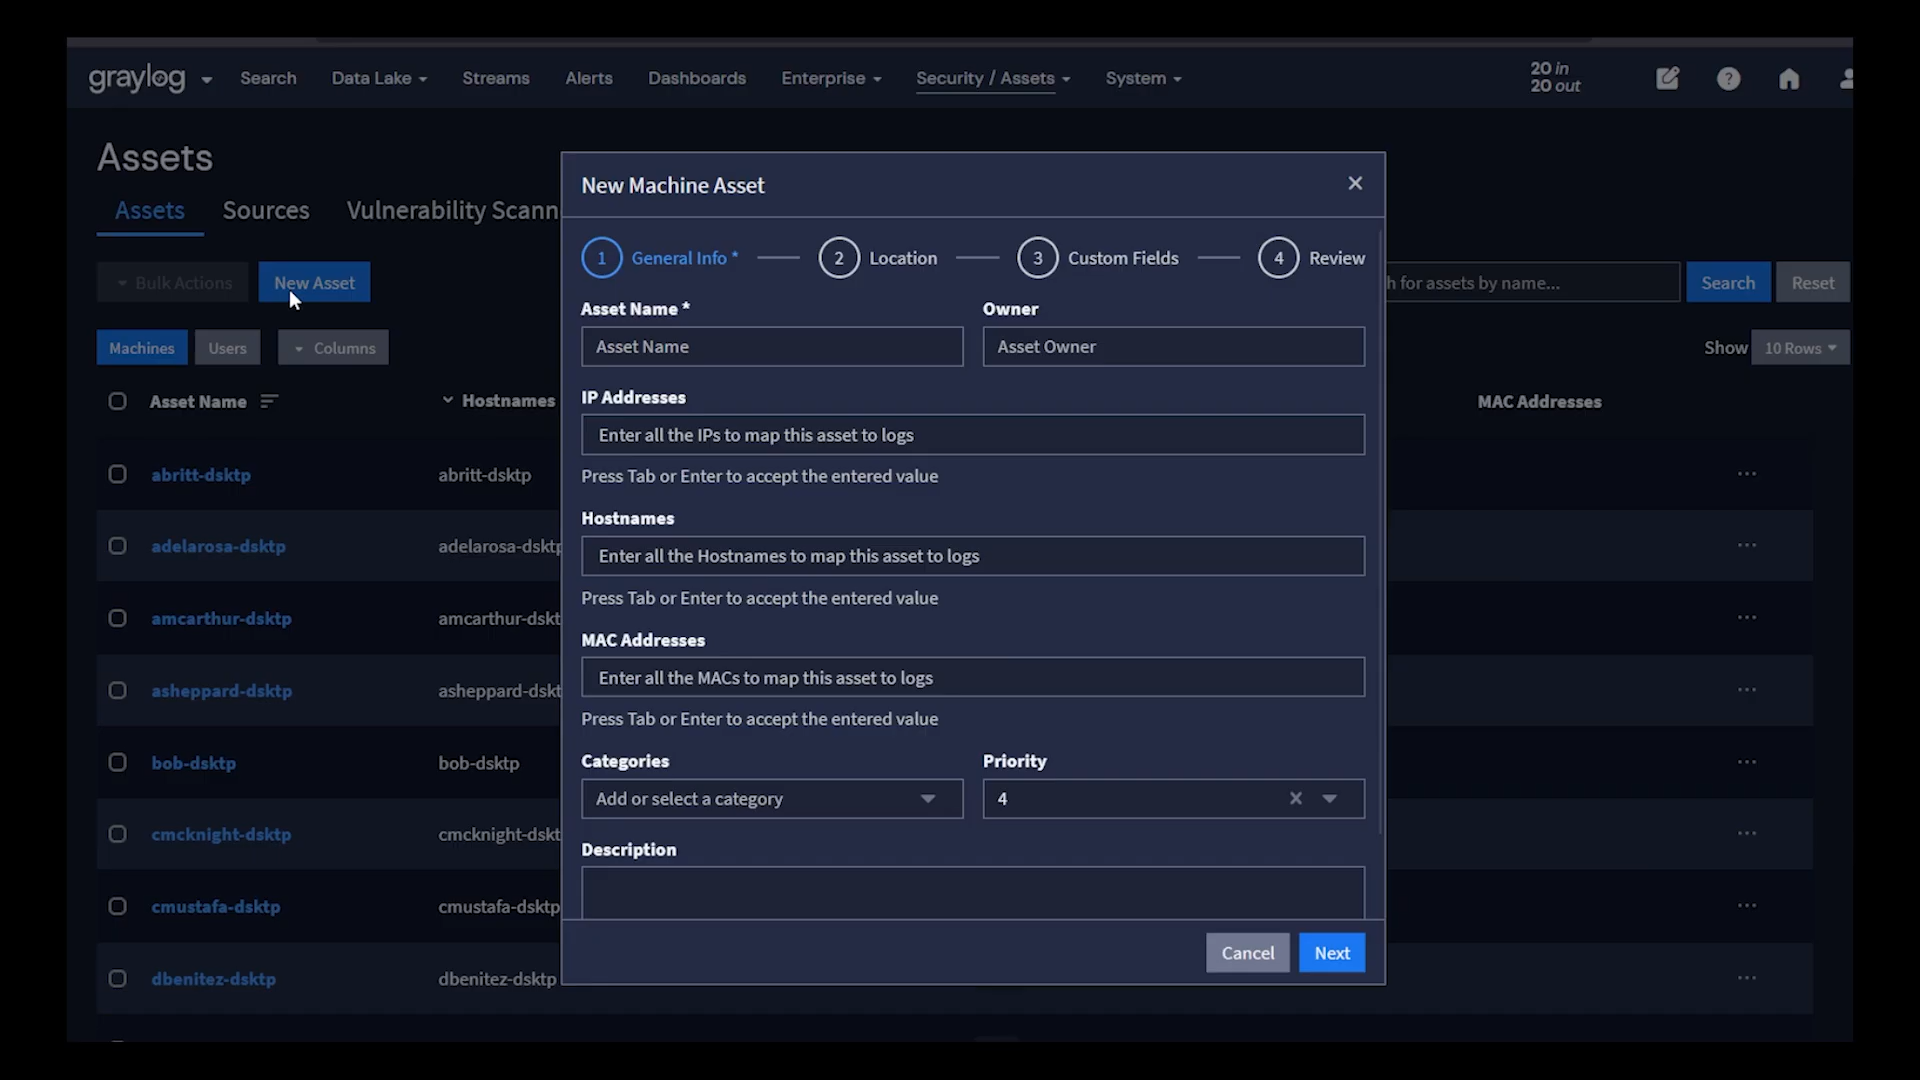 graylog Search Data Lake Streams Alerts Dashboards Enterprise Security / Assets System 20 in
20 out ?
Assets
Assets Sources Vulnerability Scann
Bulk Actions New Asset h for assets by name... Search Reset
Machines Users Columns Show 10 Rows
Asset Name Hostnames MAC Addresses
abritt-dsktp abritt-dsktp ...
adelarosa-dsktp adelarosa-dsktp ...
amcarthur-dsktp amcarthur-dskt ...
asheppard-dsktp asheppard-dskt ...
bob-dsktp bob-dsktp ...
cmcknight-dsktp cmcknight-dskt ...
cmustafa-dsktp cmustafa-dsktp ...
dbenitez-dsktp dbenitez-dsktp ...
New Machine Asset
1 General Info * 2 Location 3 Custom Fields 4 Review
Asset Name * Owner
Asset Name Asset Owner
IP Addresses
Enter all the IPs to map this asset to logs
Press Tab or Enter to accept the entered value
Hostnames
Enter all the Hostnames to map this asset to logs
Press Tab or Enter to accept the entered value
MAC Addresses
Enter all the MACs to map this asset to logs
Press Tab or Enter to accept the entered value
Categories Priority
Add or select a category 4
Description
Cancel Next